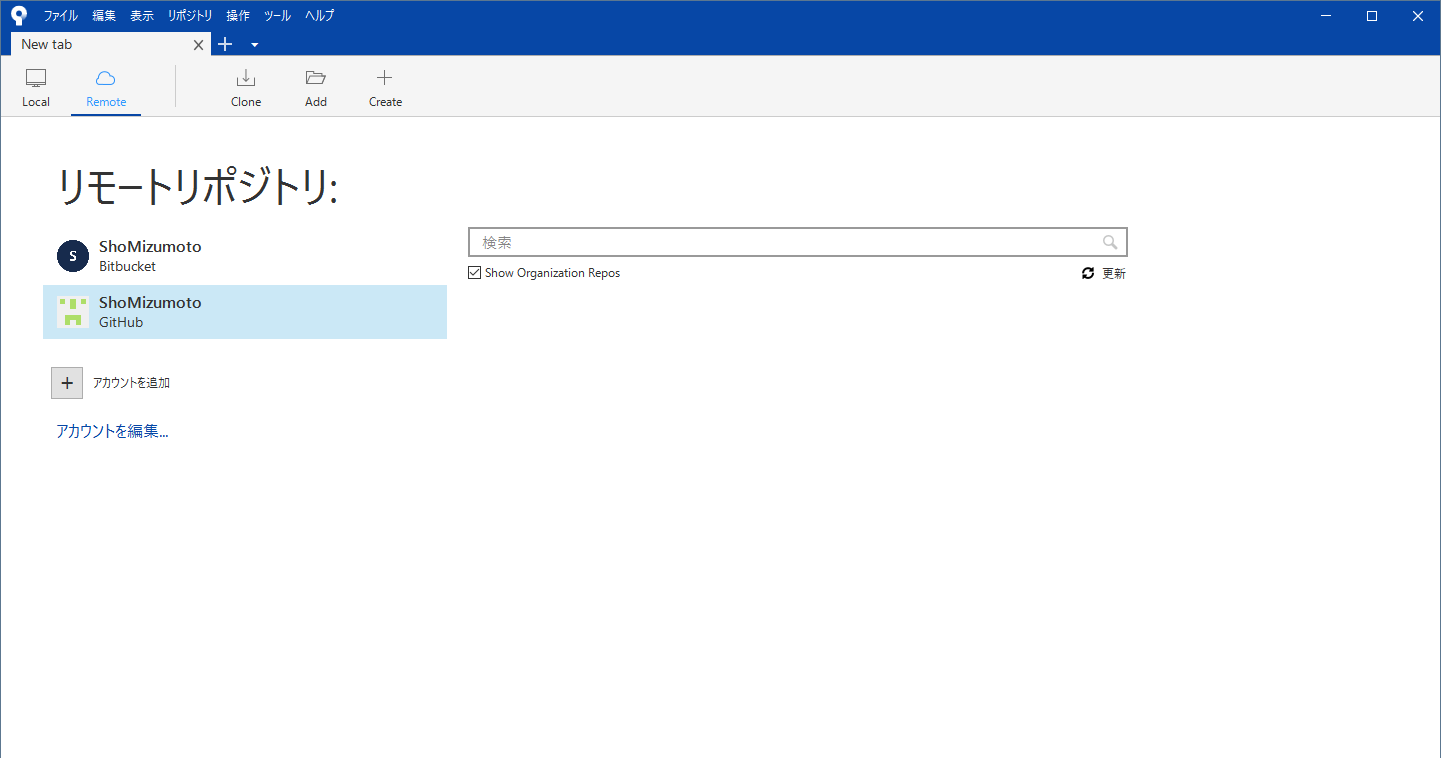 ファイル 編集 表示 リポジトリ 操作 ツール ヘルプ
New tab
Local Remote Clone Add Create
リモートリポジトリ:
S
ShoMizumoto
Bitbucket
ShoMizumoto
GitHub
アカウントを追加
アカウントを編集...
検索
Show Organization Repos 更新